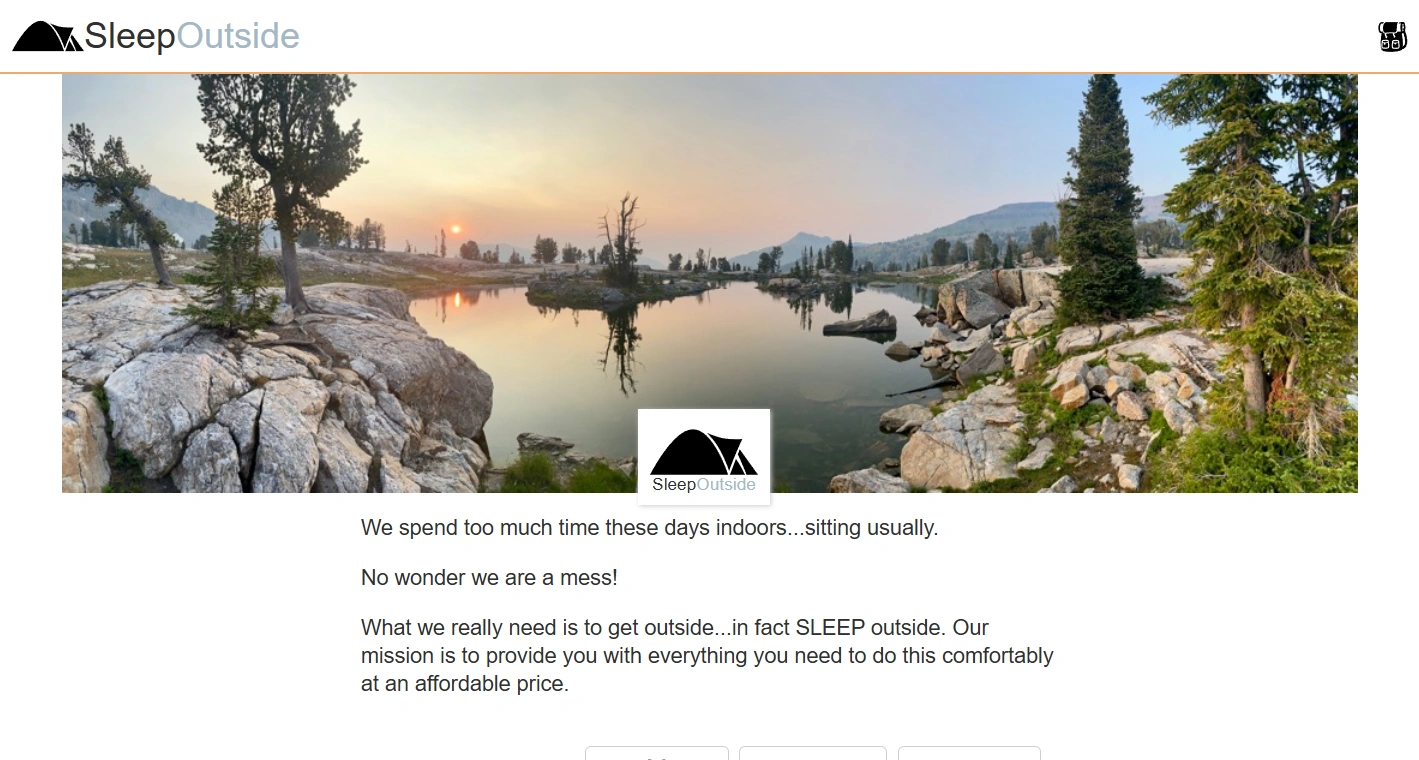 SleepOutside
SleepOutside
We spend too much time these days indoors...sitting usually.
No wonder we are a mess!
What we really need is to get outside...in fact SLEEP outside. Our
mission is to provide you with everything you need to do this comfortably
at an affordable price.